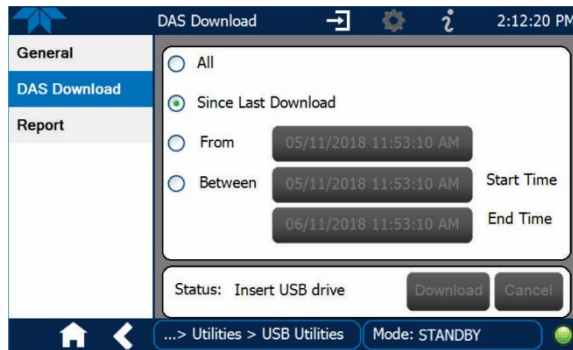 DAS Download 2:12:20 PM
General
DAS Download
Report
All
Since Last Download
From 05/11/2018 11:53:10 AM
Between 05/11/2018 11:53:10 AM Start Time
06/11/2018 11:53:10 AM End Time
Status: Insert USB drive Download Cancel
...> Utilities > USB Utilities Mode: STANDBY